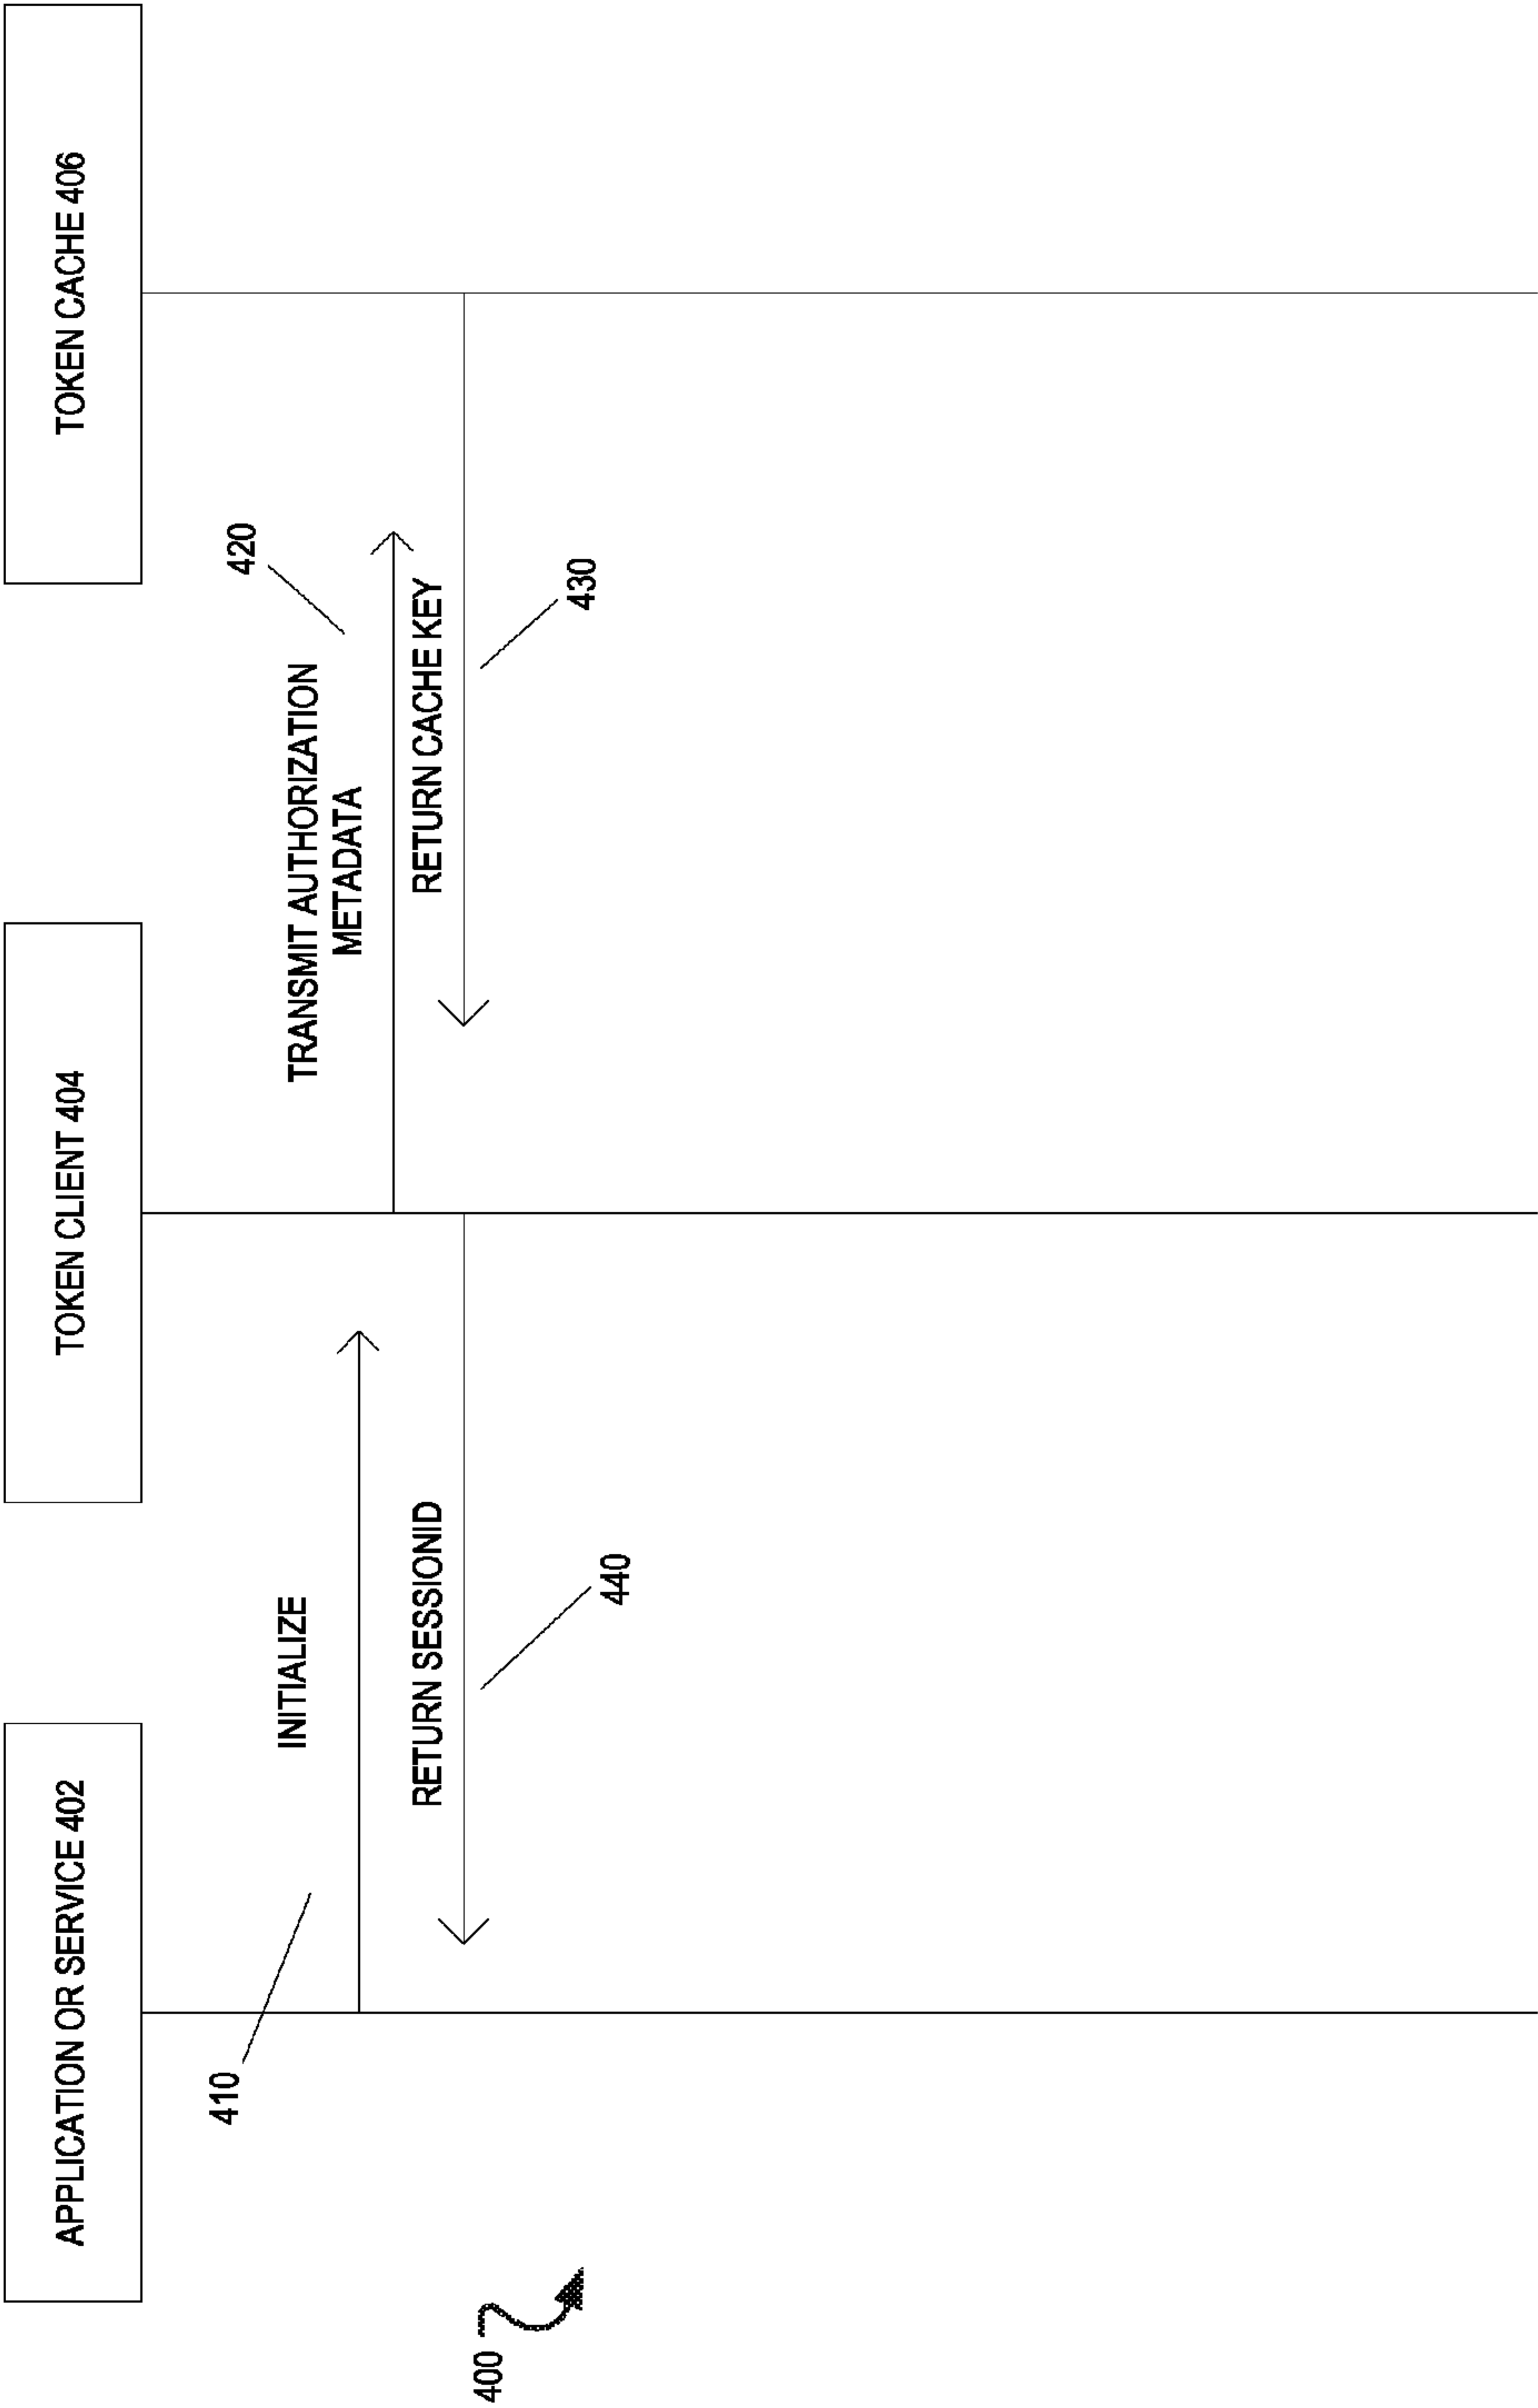 APPLICATION OR SERVICE 402
TOKEN CLIENT 404
TOKEN CACHE 406
410
INITIALIZE
420
TRANSMIT AUTHORIZATION
METADATA
RETURN SESSIONID
RETURN CACHE KEY
440
430
400